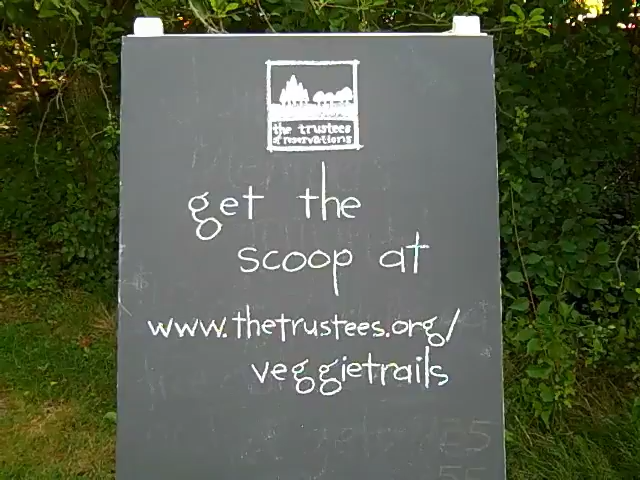 the trustees
of reservations
get the
scoop at
www.thetrustees.org/
veggietrails